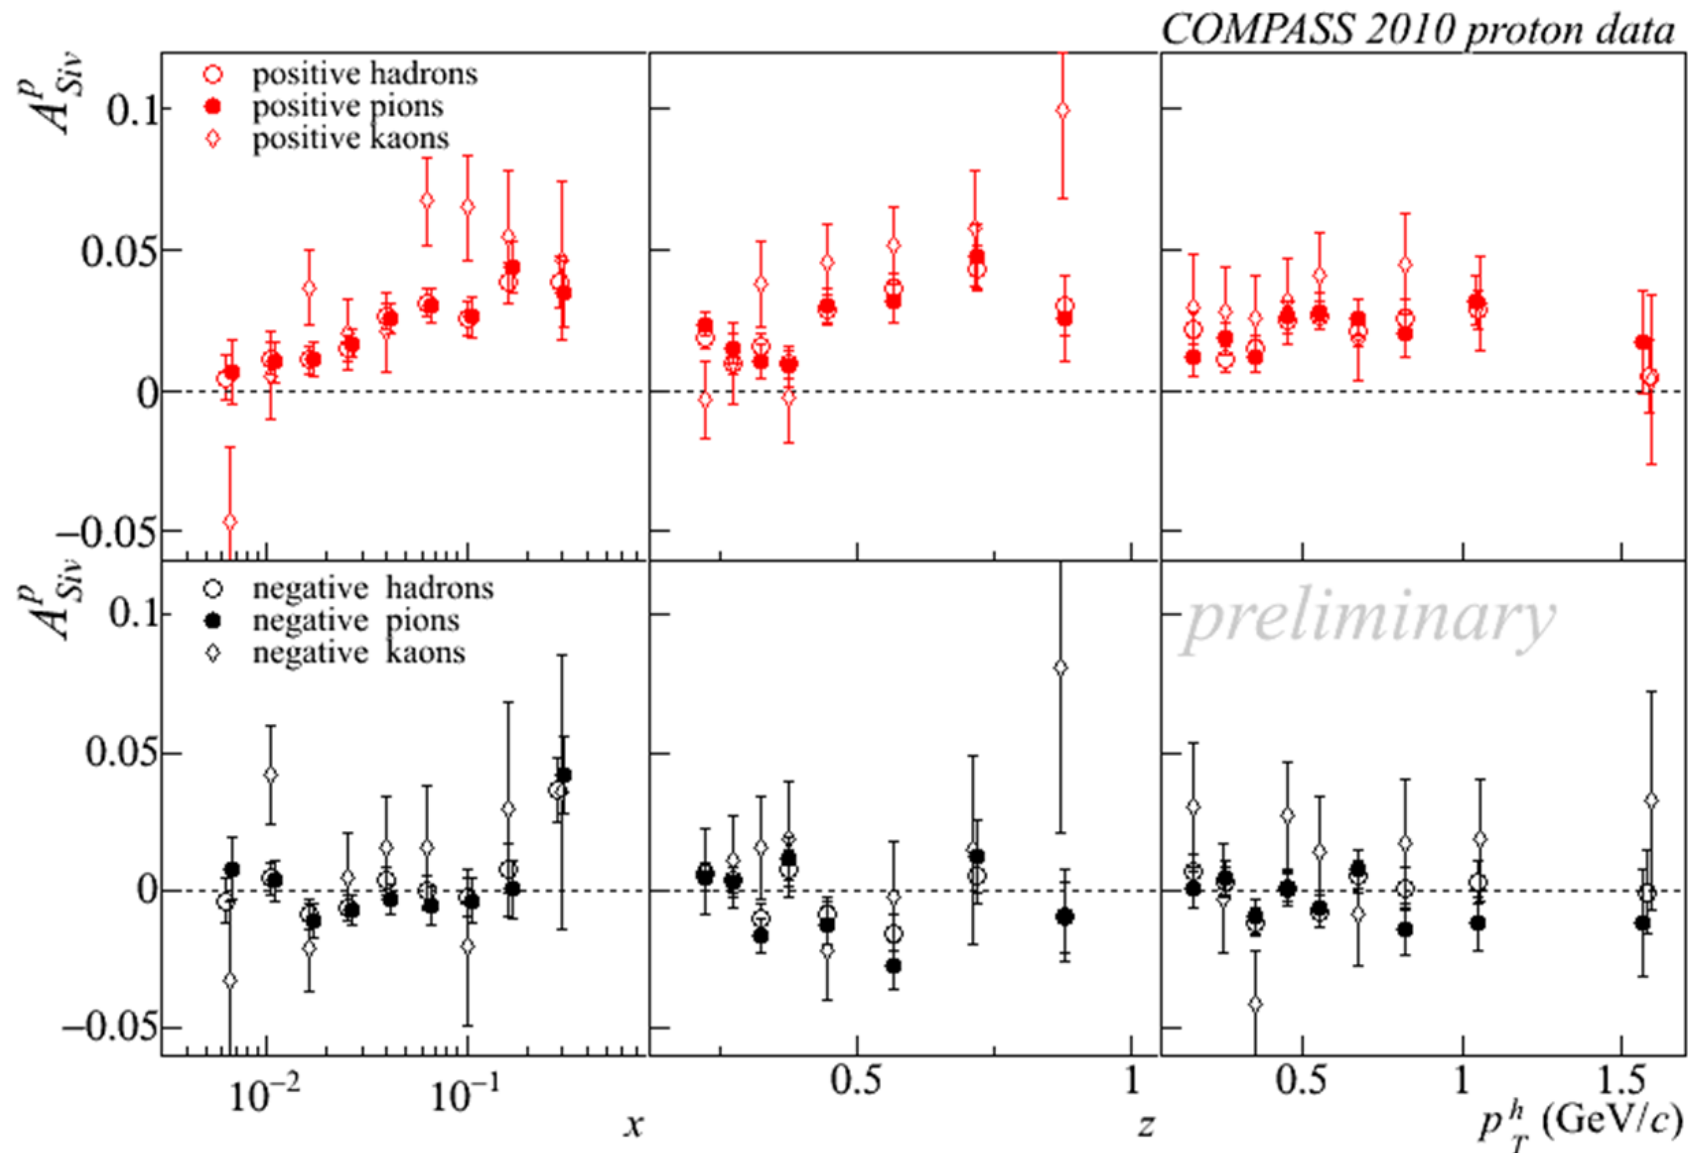 COMPASS 2010 proton data
A^p_Siv
positive hadrons
positive pions
positive kaons
0.1
0.05
0
−0.05
A^p_Siv
negative hadrons
negative pions
negative kaons
preliminary
0.1
0.05
0
−0.05
10⁻² 10⁻¹ 0.5 1 0.5 1 1.5
x z p_T^h (GeV/c)